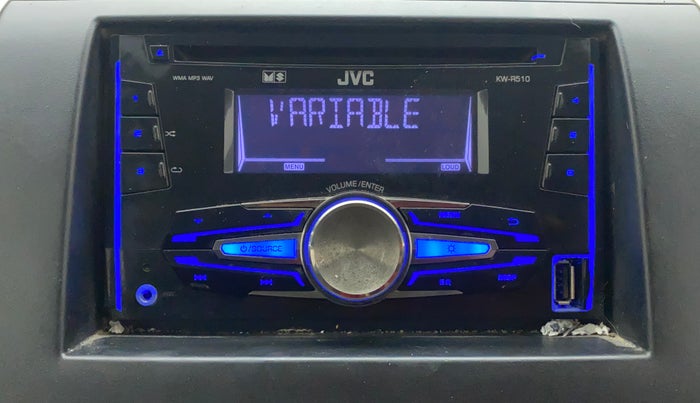 WMA MP3 WAV
JVC
KW-R510
VARIABLE
MENU
LOUD
VOLUME/ENTER
/SOURCE